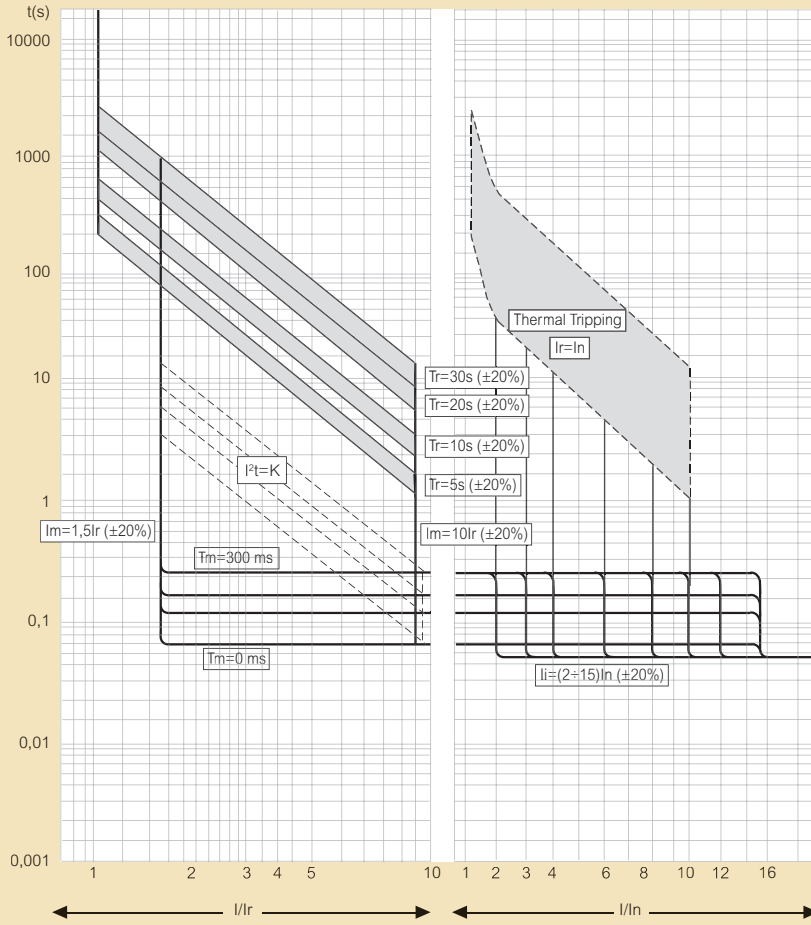 t(s)
10000
1000
100
10
1
0,1
0,01
0,001
Thermal Tripping
Ir=In
Tr=30s (±20%)
Tr=20s (±20%)
Tr=10s (±20%)
Tr=5s (±20%)
I²t=K
Im=1,5Ir (±20%)
Im=10Ir (±20%)
Tm=300 ms
Tm=0 ms
Ii=(2÷15)In (±20%)
1 2 3 4 5 10
1 2 3 4 6 8 10 12 16
I/Ir
I/In